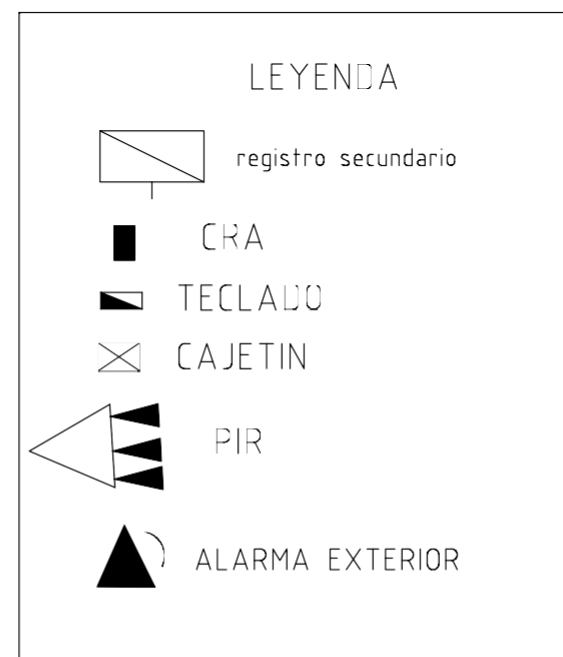 LEYENDA
registro secundario
CRA
TECLADO
CAJETIN
PIR
ALARMA EXTERIOR